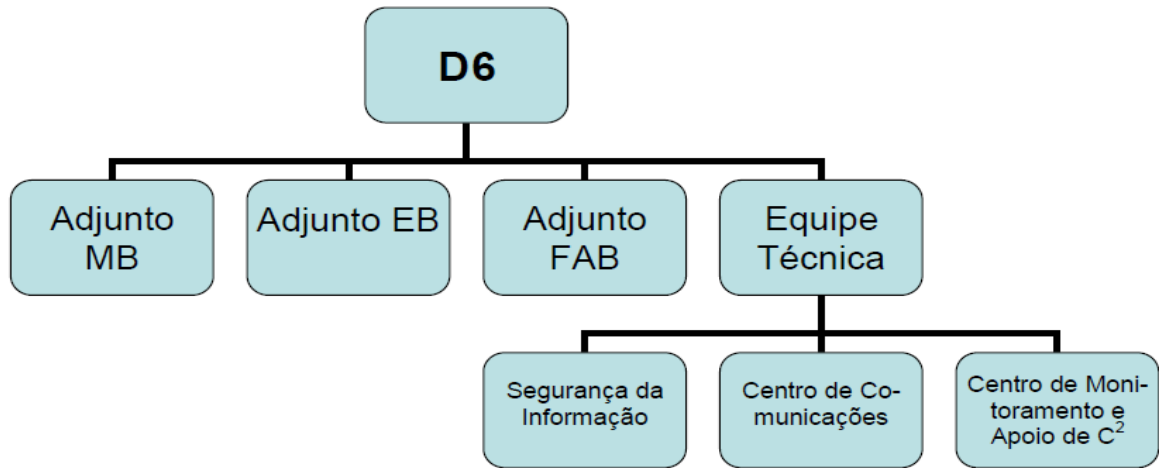 D6
Adjunto
MB
Adjunto EB
Adjunto
FAB
Equipe
Técnica
Segurança da
Informação
Centro de Co-
municações
Centro de Moni-
toramento e
Apoio de C²